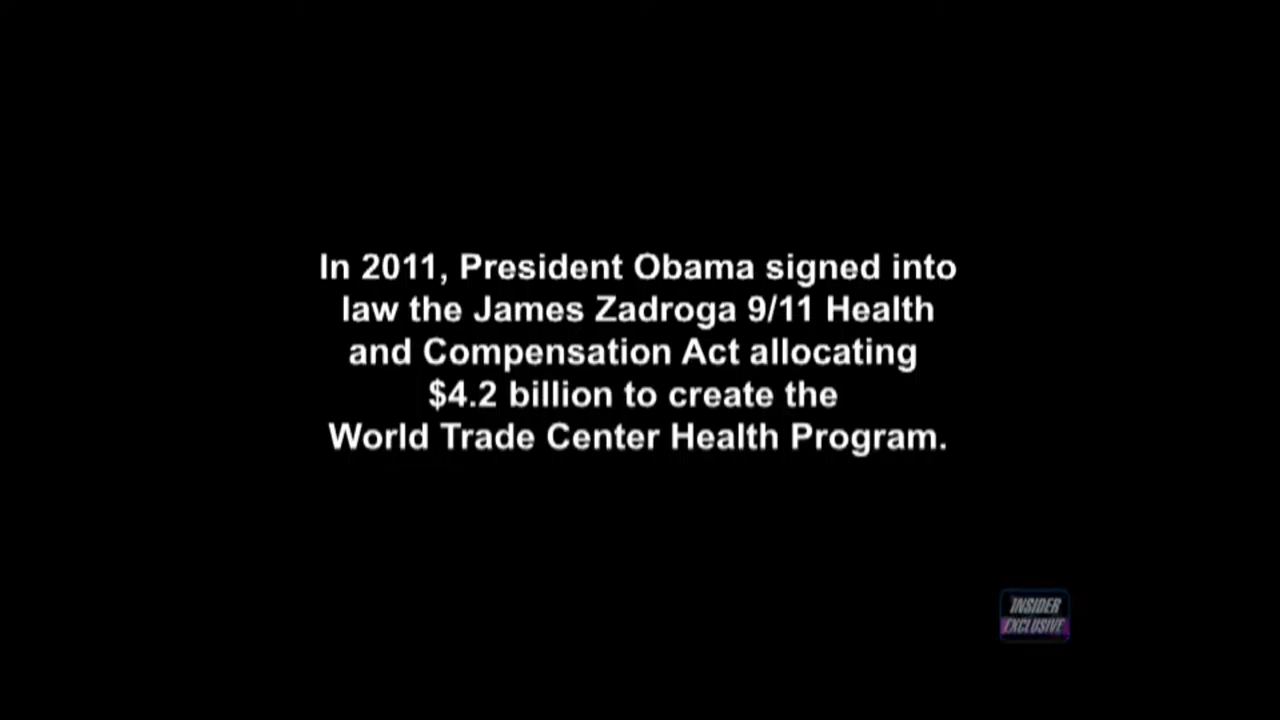 In 2011, President Obama signed into
law the James Zadroga 9/11 Health
and Compensation Act allocating
$4.2 billion to create the
World Trade Center Health Program.
INSIDER
EXCLUSIVE